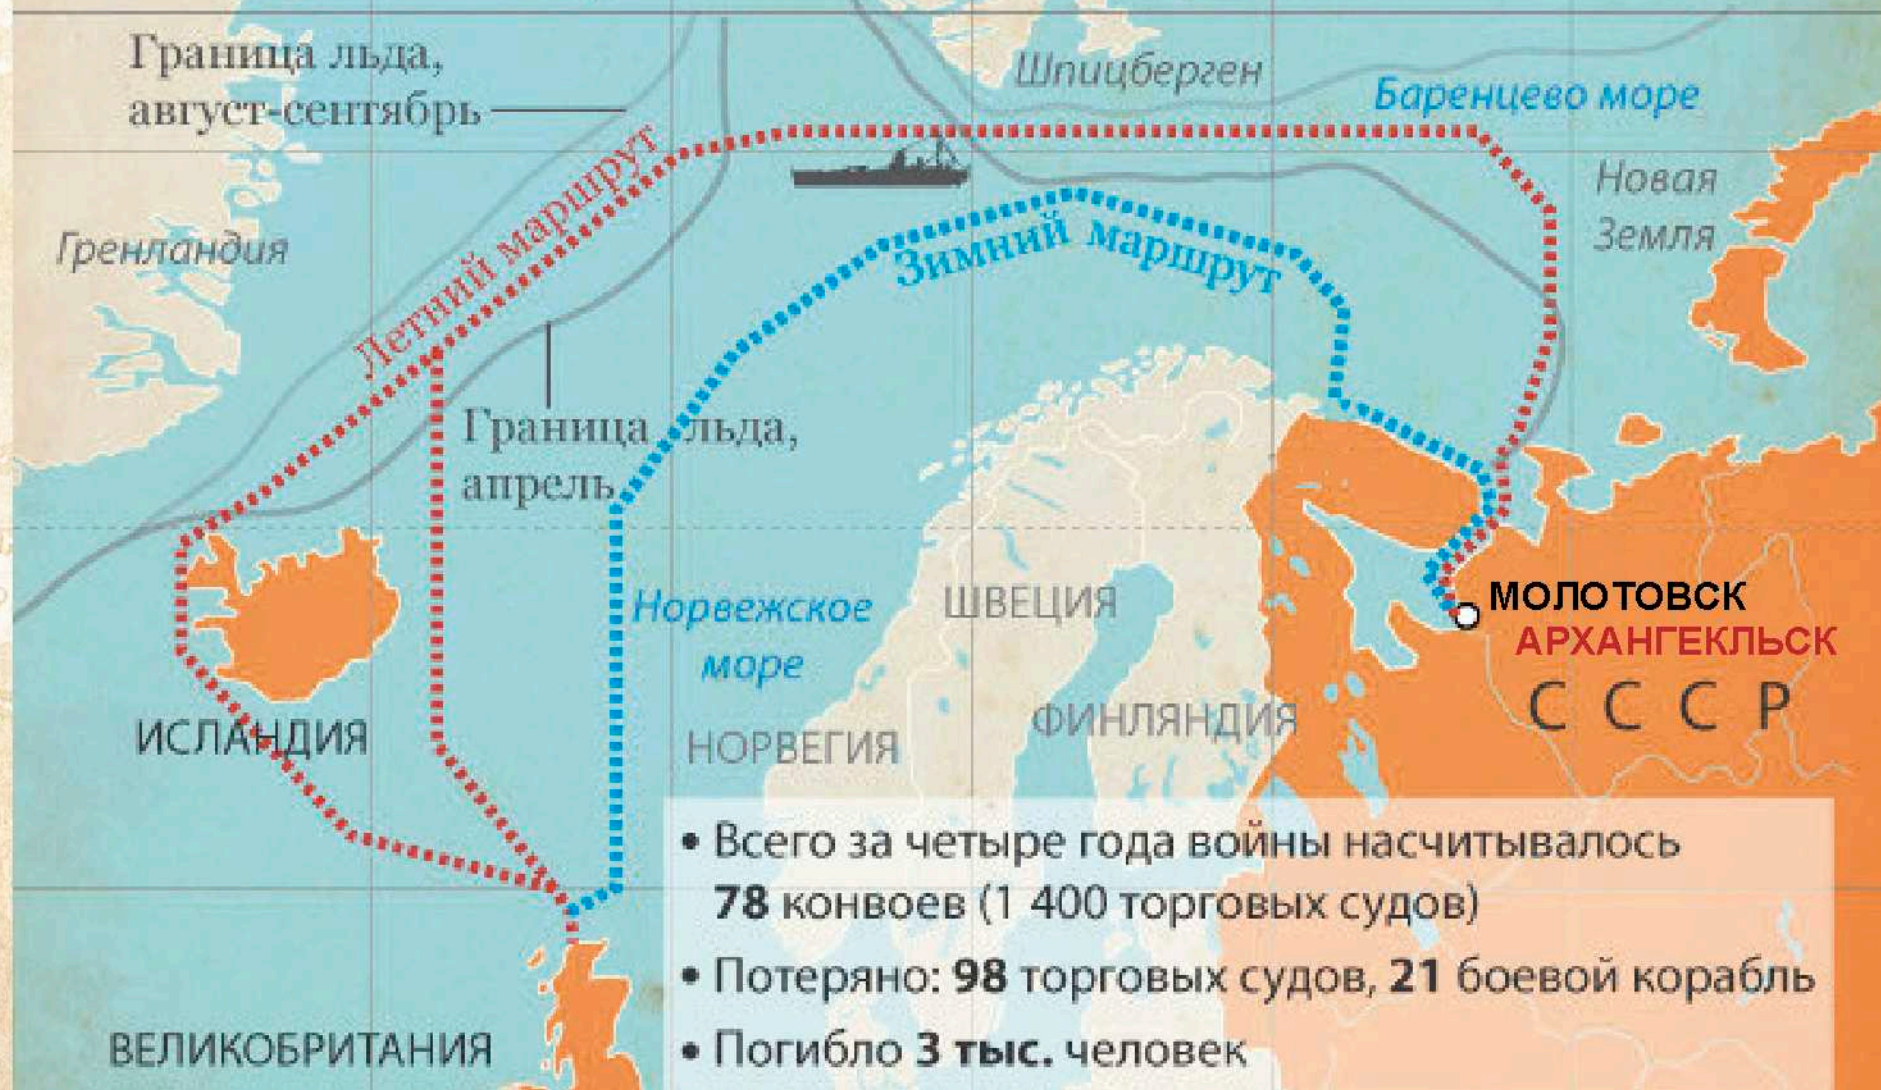 Граница льда,
август-сентябрь
Шпицберген
Баренцево море
Новая
Земля
Гренландия
Летний маршрут
Зимний маршрут
Граница льда,
апрель
Норвежское
море
ШВЕЦИЯ
МОЛОТОВСК
АРХАНГЕКЛЬСК
С С С Р
ИСЛАНДИЯ
НОРВЕГИЯ
ФИНЛЯНДИЯ
• Всего за четыре года войны насчитывалось
78 конвоев (1 400 торговых судов)
• Потеряно: 98 торговых судов, 21 боевой корабль
• Погибло 3 тыс. человек
ВЕЛИКОБРИТАНИЯ